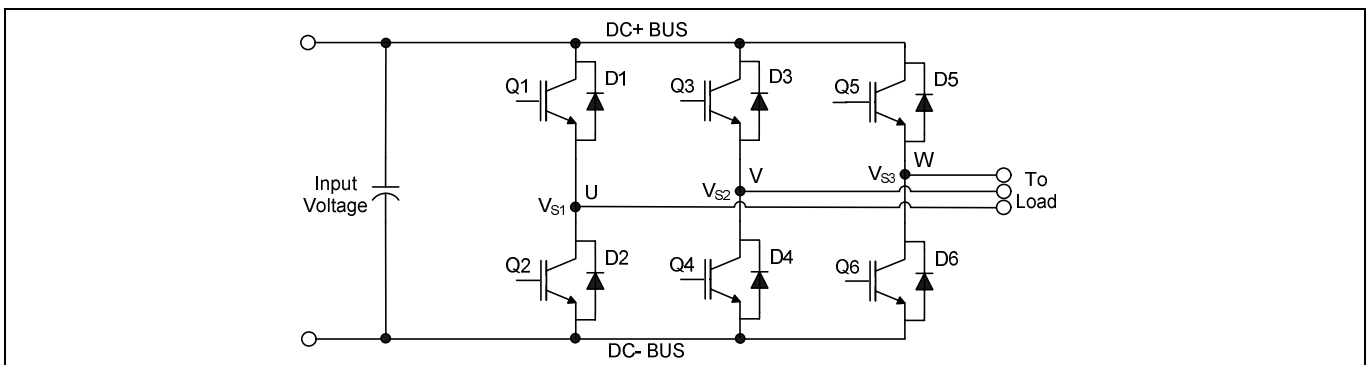 DC+ BUS
Q1
D1
Q3
D3
Q5
D5
Input
Voltage
VS1
U
VS2
V
VS3
W
To
Load
Q2
D2
Q4
D4
Q6
D6
DC- BUS